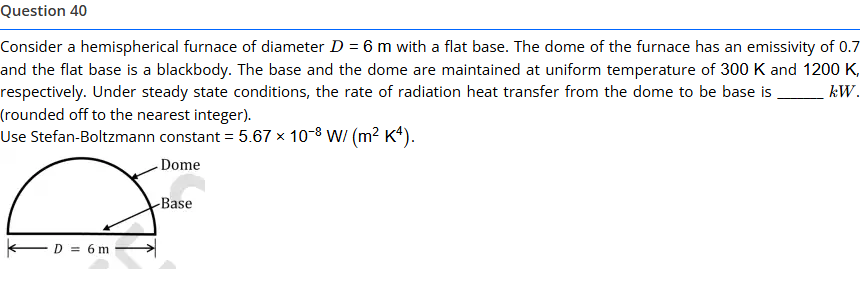 Question 40
Consider a hemispherical furnace of diameter D = 6 m with a flat base. The dome of the furnace has an emissivity of 0.7
and the flat base is a blackbody. The base and the dome are maintained at uniform temperature of 300 K and 1200 K,
respectively. Under steady state conditions, the rate of radiation heat transfer from the dome to be base is ______ kW.
(rounded off to the nearest integer).
Use Stefan-Boltzmann constant = 5.67 × 10⁻⁸ W/ (m² K⁴).
Dome
Base
D = 6 m